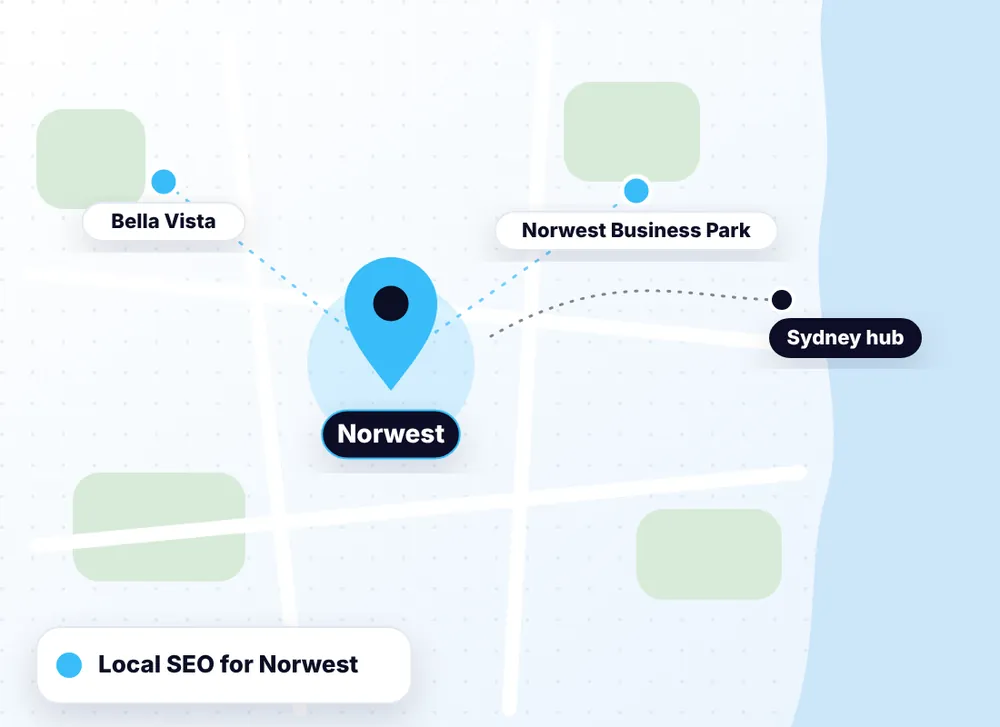 Bella Vista
Norwest Business Park
Sydney hub
Norwest
Local SEO for Norwest